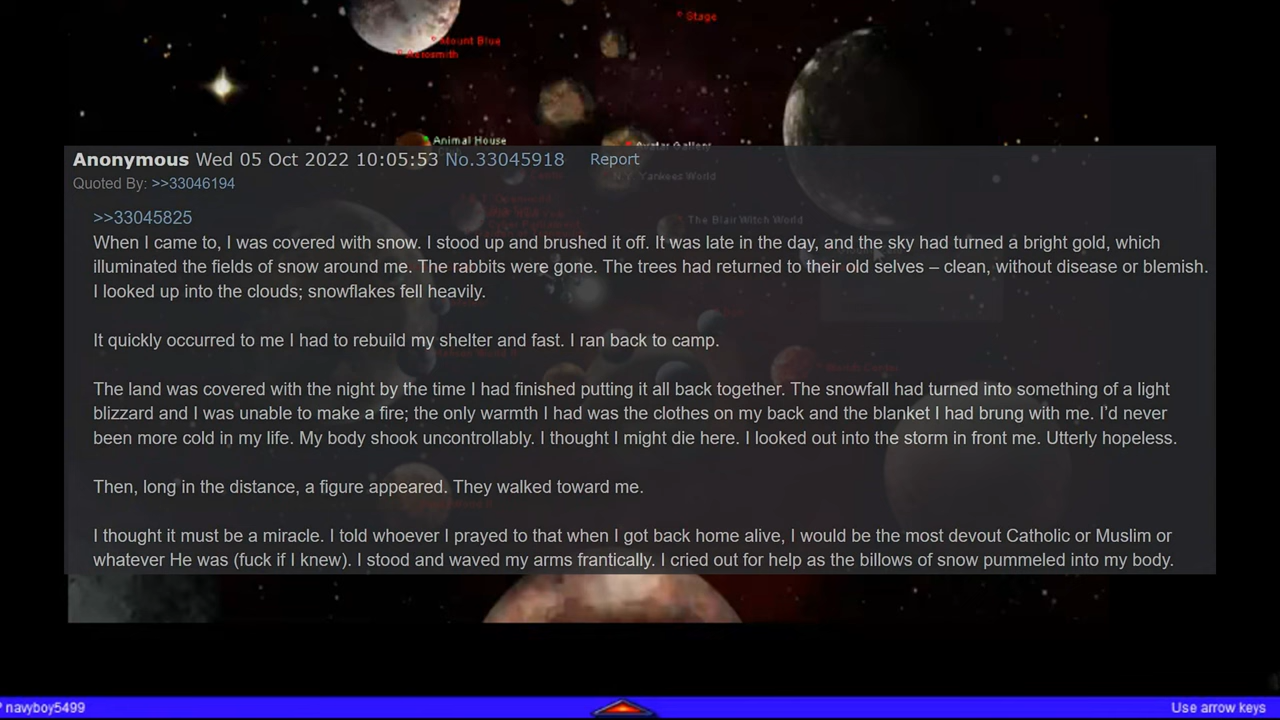 Stage
Mount Blue
Aerosmith
Animal House
Avatar Gallery
Anonymous Wed 05 Oct 2022 10:05:53 No.33045918 Report
N.Y. Yankees World
Quoted By: >>33046194
>>33045825
The Blair Witch World
When I came to, I was covered with snow. I stood up and brushed it off. It was late in the day, and the sky had turned a bright gold, which
illuminated the fields of snow around me. The rabbits were gone. The trees had returned to their old selves – clean, without disease or blemish.
I looked up into the clouds; snowflakes fell heavily.
It quickly occurred to me I had to rebuild my shelter and fast. I ran back to camp.
The land was covered with the night by the time I had finished putting it all back together. The snowfall had turned into something of a light
blizzard and I was unable to make a fire; the only warmth I had was the clothes on my back and the blanket I had brung with me. I’d never
been more cold in my life. My body shook uncontrollably. I thought I might die here. I looked out into the storm in front me. Utterly hopeless.
Then, long in the distance, a figure appeared. They walked toward me.
I thought it must be a miracle. I told whoever I prayed to that when I got back home alive, I would be the most devout Catholic or Muslim or
whatever He was (fuck if I knew). I stood and waved my arms frantically. I cried out for help as the billows of snow pummeled into my body.
navyboy5499
Use arrow keys